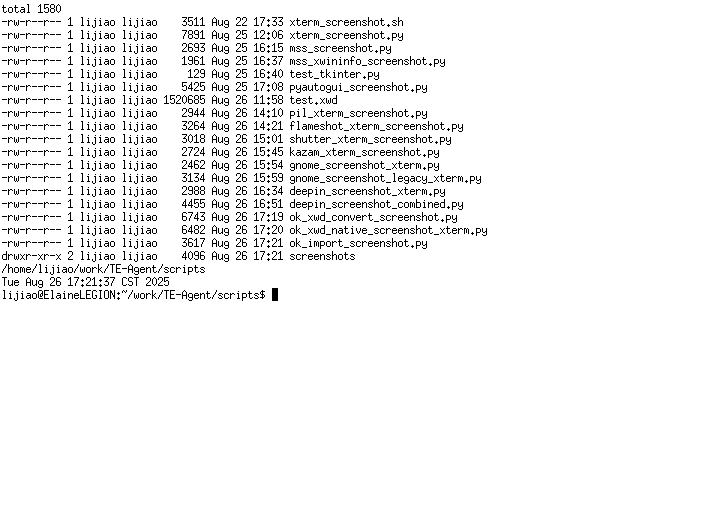 total 1580
-rw-r--r-- 1 lijiao lijiao    3511 Aug 22 17:33 xterm_screenshot.sh
-rw-r--r-- 1 lijiao lijiao    7891 Aug 25 12:06 xterm_screenshot.py
-rw-r--r-- 1 lijiao lijiao    2693 Aug 25 16:15 mss_screenshot.py
-rw-r--r-- 1 lijiao lijiao    1961 Aug 25 16:37 mss_xwininfo_screenshot.py
-rw-r--r-- 1 lijiao lijiao     129 Aug 25 16:40 test_tkinter.py
-rw-r--r-- 1 lijiao lijiao    5425 Aug 25 17:08 pyautogui_screenshot.py
-rw-r--r-- 1 lijiao lijiao 1520685 Aug 26 11:58 test.xwd
-rw-r--r-- 1 lijiao lijiao    2944 Aug 26 14:10 pil_xterm_screenshot.py
-rw-r--r-- 1 lijiao lijiao    3264 Aug 26 14:21 flameshot_xterm_screenshot.py
-rw-r--r-- 1 lijiao lijiao    3018 Aug 26 15:01 shutter_xterm_screenshot.py
-rw-r--r-- 1 lijiao lijiao    2724 Aug 26 15:45 kazam_xterm_screenshot.py
-rw-r--r-- 1 lijiao lijiao    2462 Aug 26 15:54 gnome_screenshot_xterm.py
-rw-r--r-- 1 lijiao lijiao    3134 Aug 26 15:59 gnome_screenshot_legacy_xterm.py
-rw-r--r-- 1 lijiao lijiao    2988 Aug 26 16:34 deepin_screenshot_xterm.py
-rw-r--r-- 1 lijiao lijiao    4455 Aug 26 16:51 deepin_screenshot_combined.py
-rw-r--r-- 1 lijiao lijiao    6743 Aug 26 17:19 ok_xwd_convert_screenshot.py
-rw-r--r-- 1 lijiao lijiao    6482 Aug 26 17:20 ok_xwd_native_screenshot_xterm.py
-rw-r--r-- 1 lijiao lijiao    3617 Aug 26 17:21 ok_import_screenshot.py
drwxr-xr-x 2 lijiao lijiao    4096 Aug 26 17:21 screenshots
/home/lijiao/work/TE-Agent/scripts
Tue Aug 26 17:21:37 CST 2025
lijiao@ElaineLEGION:~/work/TE-Agent/scripts$